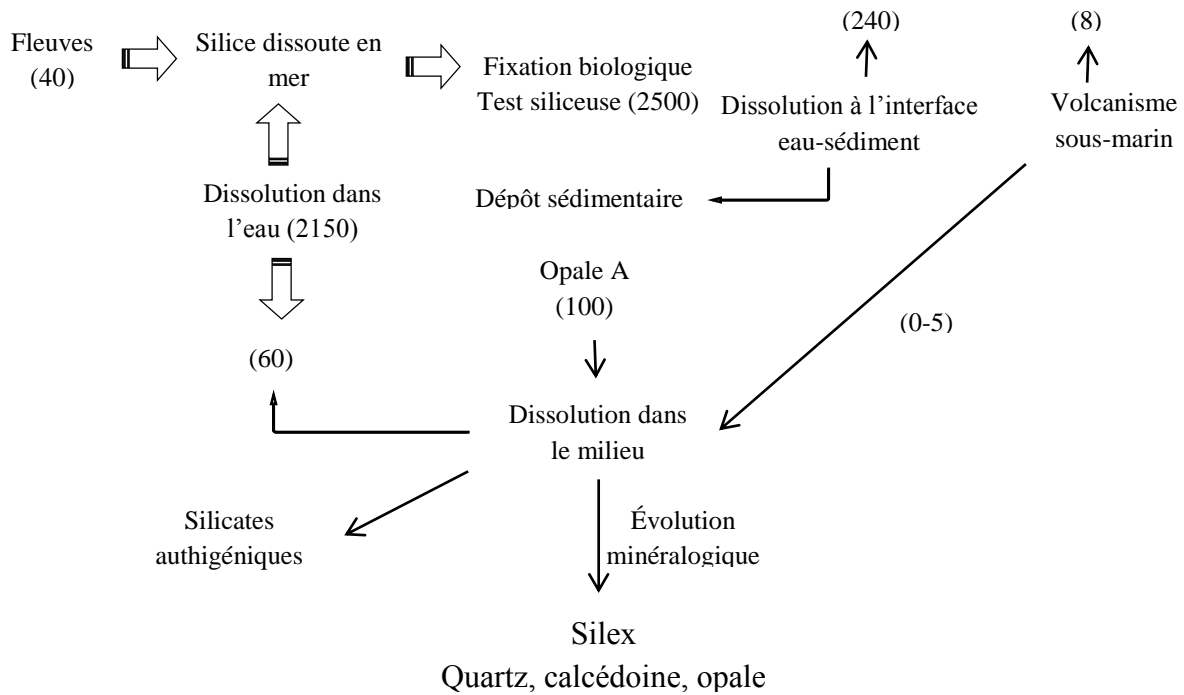 Fleuves
(40)
Silice dissoute en
mer
Fixation biologique
Test siliceuse (2500)
(240)
Dissolution à l’interface
eau-sédiment
(8)
Volcanisme
sous-marin
Dissolution dans
l’eau (2150)
Dépôt sédimentaire
Opale A
(100)
(0-5)
(60)
Dissolution dans
le milieu
Silicates
authigéniques
Évolution
minéralogique
Silex
Quartz, calcédoine, opale